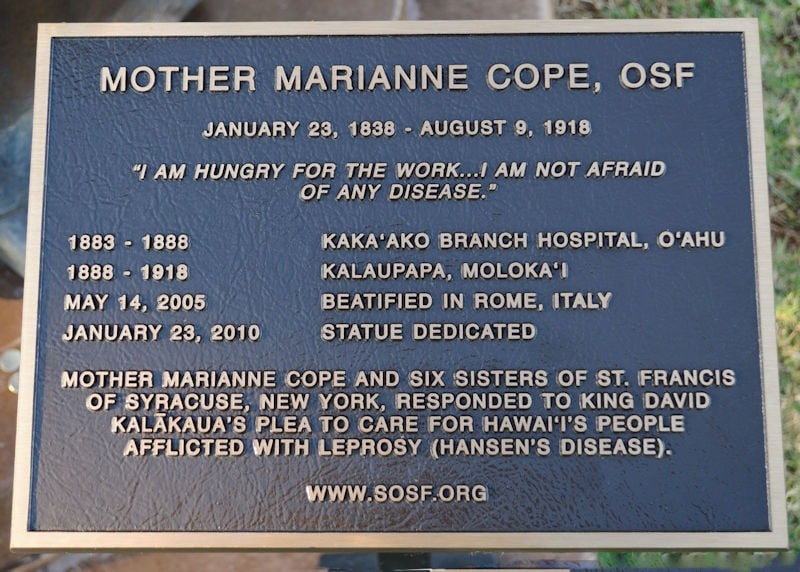 MOTHER MARIANNE COPE, OSF
JANUARY 23, 1838 - AUGUST 9, 1918
“I AM HUNGRY FOR THE WORK...I AM NOT AFRAID
OF ANY DISEASE.”
1883 - 1888 KAKA‘AKO BRANCH HOSPITAL, O‘AHU
1888 - 1918 KALAUPAPA, MOLOKA‘I
MAY 14, 2005 BEATIFIED IN ROME, ITALY
JANUARY 23, 2010 STATUE DEDICATED
MOTHER MARIANNE COPE AND SIX SISTERS OF ST. FRANCIS
OF SYRACUSE, NEW YORK, RESPONDED TO KING DAVID
KALĀKAUA’S PLEA TO CARE FOR HAWAI‘I’S PEOPLE
AFFLICTED WITH LEPROSY (HANSEN’S DISEASE).
WWW.SOSF.ORG